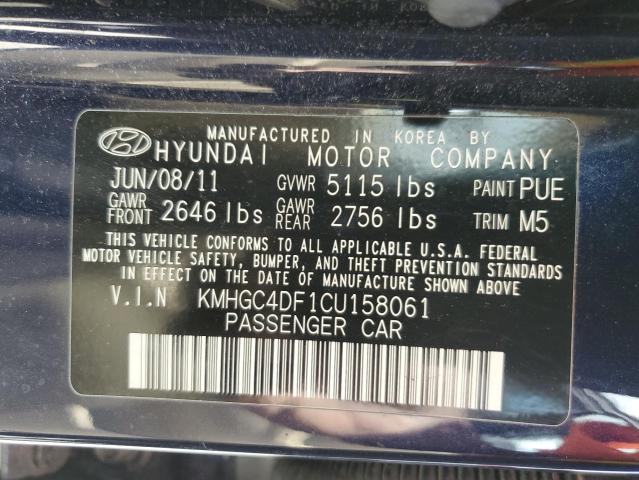 MANUFACTURED IN KOREA BY
HYUNDAI MOTOR COMPANY
JUN/08/11 GVWR 5115 lbs PAINT PUE
GAWR FRONT 2646 lbs GAWR REAR 2756 lbs TRIM M5
THIS VEHICLE CONFORMS TO ALL APPLICABLE U.S.A. FEDERAL
MOTOR VEHICLE SAFETY, BUMPER, AND THEFT PREVENTION STANDARDS
IN EFFECT ON THE DATE OF MANUFACTURE SHOWN ABOVE
V.I.N KMHGC4DF1CU158061
PASSENGER CAR